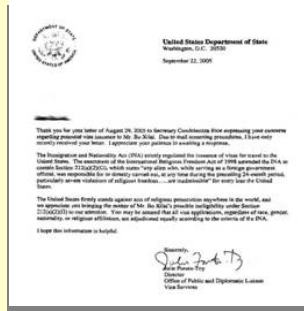 DEPARTMENT OF STATE
UNITED STATES OF AMERICA
United States Department of State
Washington, D.C. 20520
September 22, 2005
Thank you for your letter of August 29, 2005 to Secretary Condoleezza Rice expressing your concerns
regarding potential visa issuance to Mr. Bo Xilai. Due to mail screening procedures, I have only
recently received your letter. I appreciate your patience in awaiting a response.
The Immigration and Nationality Act (INA) strictly regulated the issuance of visas for travel to the
United States. The enactment of the International Religious Freedom Act of 1998 amended the INA to
contain Section 212(a)(2)(G), which states "any alien who, while serving as a foreign government
official, was responsible for or directly carried out, at any time during the preceding 24-month period,
particularly severe violations of religious freedom.....are inadmissible" for entry into the United
States.
The United States firmly stands against acts of religious persecution anywhere in the world, and
we appreciate you bringing the matter of Mr. Bo Xilai's possible ineligibility under Section
212(a)(2)(G) to our attention. You may be assured that all visa applications, regardless of race, gender,
nationality, or religious affiliation, are adjudicated equally according to the criteria of the INA.
I hope this information is helpful.
Sincerely,
Julie Furuta-Toy
Director
Office of Public and Diplomatic Liaison
Visa Services